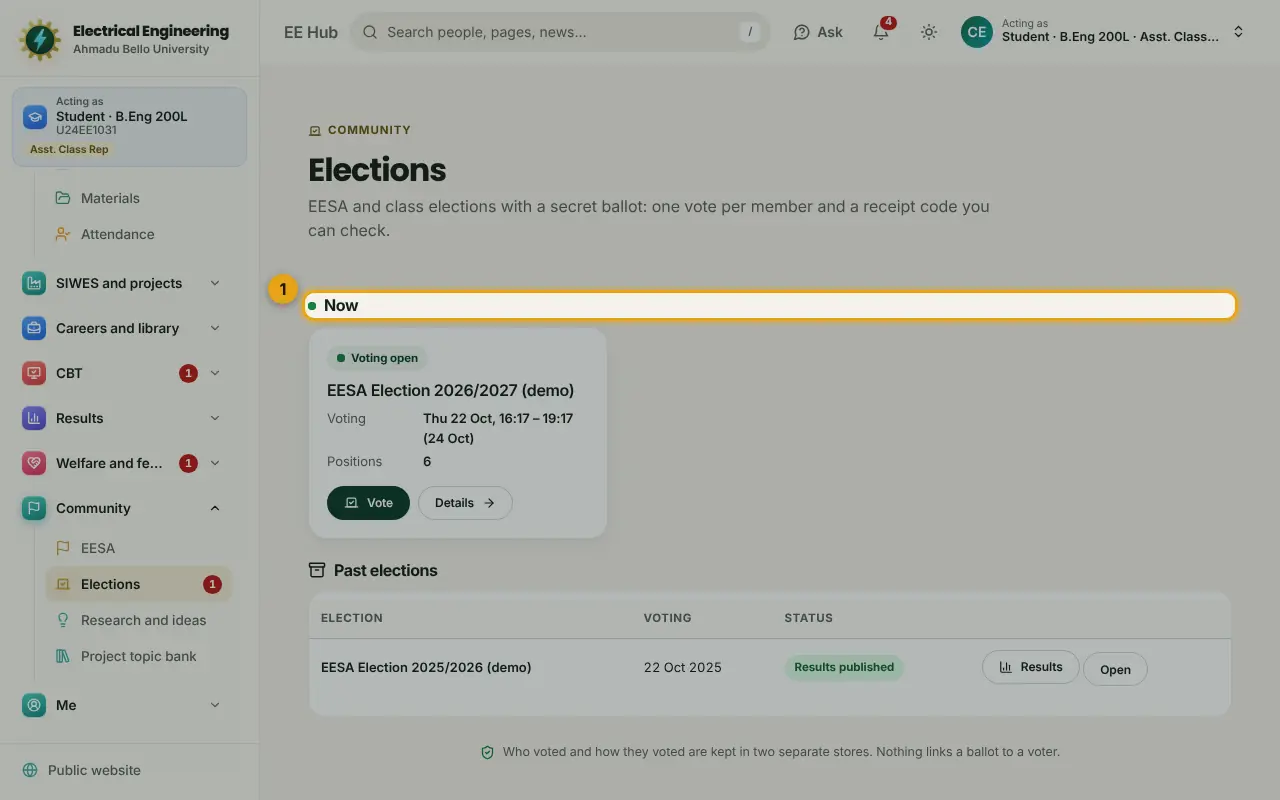 Electrical Engineering
Ahmadu Bello University
EE Hub
Search people, pages, news...
/
Ask
4
CE
Acting as
Student · B.Eng 200L · Asst. Class...
Acting as
Student · B.Eng 200L
U24EE1031
Asst. Class Rep
Materials
Attendance
SIWES and projects
Careers and library
CBT
1
Results
Welfare and fe...
1
Community
EESA
Elections
1
Research and ideas
Project topic bank
Me
Public website
COMMUNITY
Elections
EESA and class elections with a secret ballot: one vote per member and a receipt code you
can check.
1
Now
Voting open
EESA Election 2026/2027 (demo)
Voting
Thu 22 Oct, 16:17 – 19:17
(24 Oct)
Positions
6
Vote
Details
Past elections
ELECTION VOTING STATUS
EESA Election 2025/2026 (demo) 22 Oct 2025 Results published Results Open
Who voted and how they voted are kept in two separate stores. Nothing links a ballot to a voter.